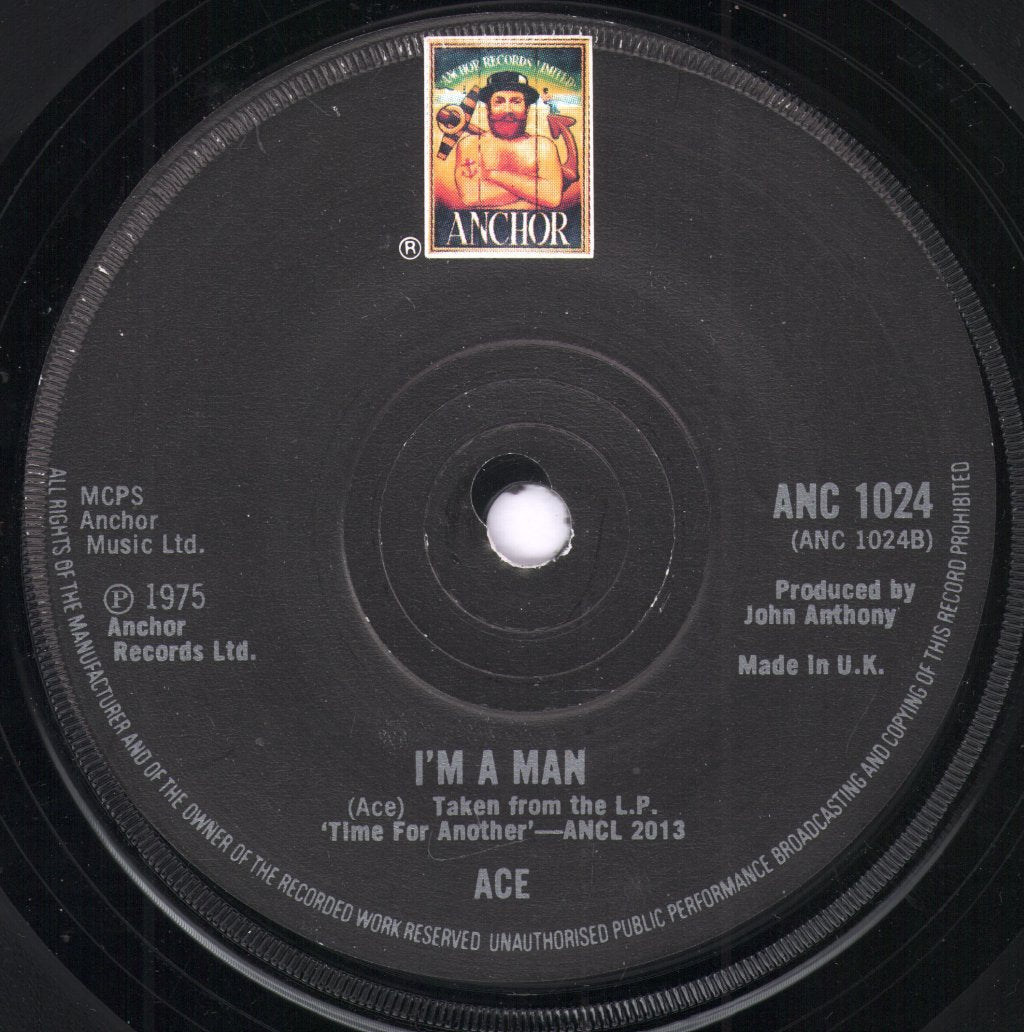 ANCHOR RECORDS LIMITED
ANCHOR
®
MCPS
Anchor
Music Ltd.
℗ 1975
Anchor
Records Ltd.
ANC 1024
(ANC 1024B)
Produced by
John Anthony
Made in U.K.
I'M A MAN
(Ace) Taken from the L.P.
'Time For Another'—ANCL 2013
ACE
ALL RIGHTS OF THE MANUFACTURER AND OF THE OWNER OF THE RECORDED WORK RESERVED UNAUTHORISED PUBLIC PERFORMANCE BROADCASTING AND COPYING OF THIS RECORD PROHIBITED